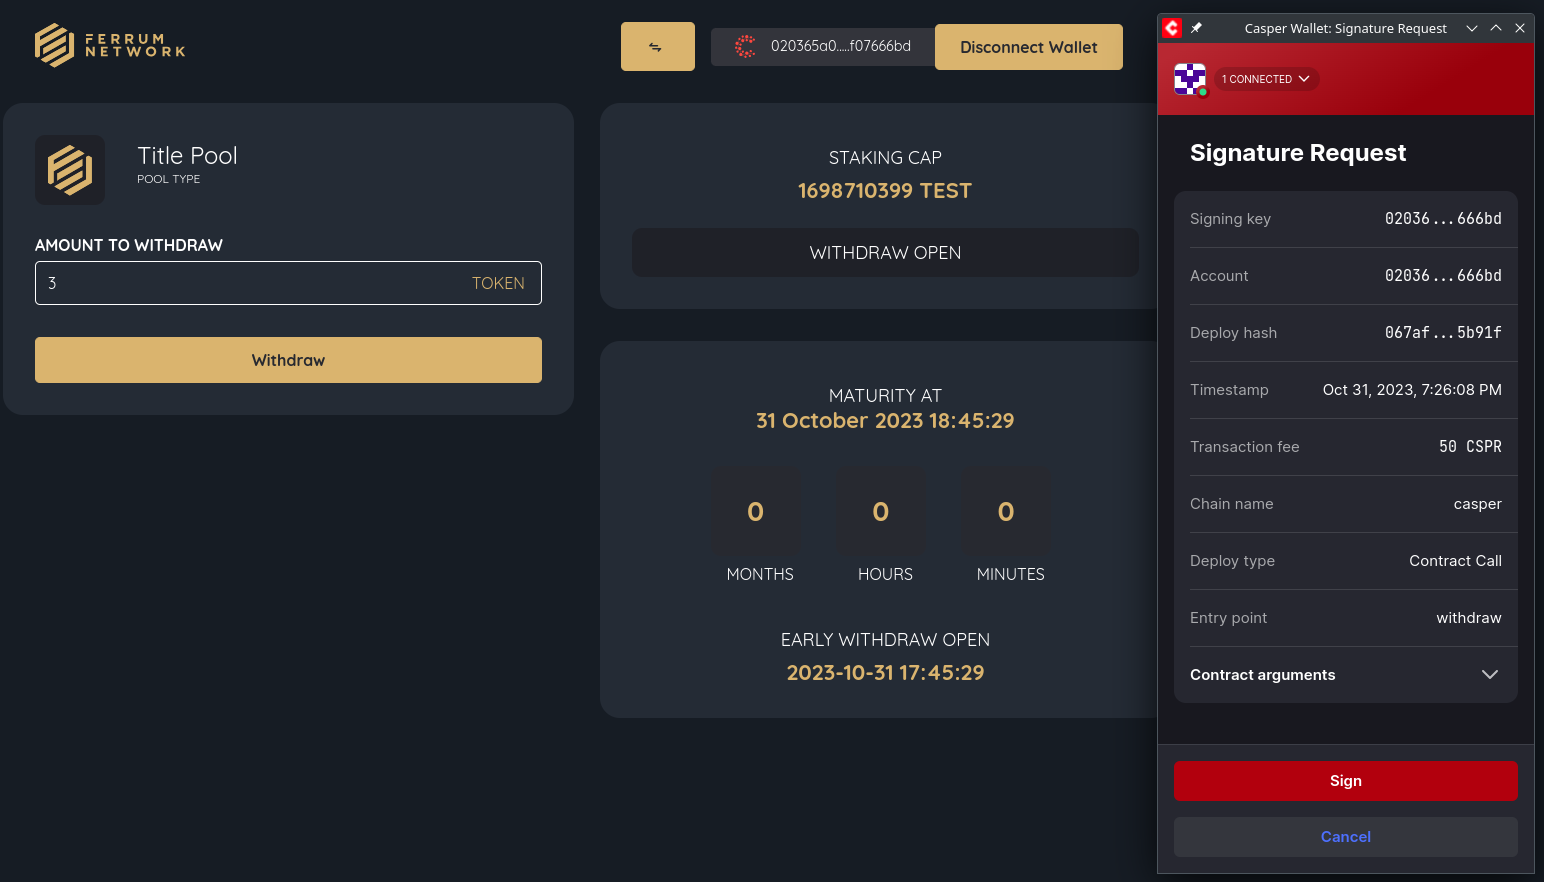 FERRUM
NETWORK
020365a0.....f07666bd
Disconnect Wallet
Title Pool
POOL TYPE
AMOUNT TO WITHDRAW
3
TOKEN
Withdraw
STAKING CAP
1698710399 TEST
WITHDRAW OPEN
MATURITY AT
31 October 2023 18:45:29
0
0
0
MONTHS
HOURS
MINUTES
EARLY WITHDRAW OPEN
2023-10-31 17:45:29
Casper Wallet: Signature Request
1 CONNECTED
Signature Request
Signing key 02036...666bd
Account 02036...666bd
Deploy hash 067af...5b91f
Timestamp Oct 31, 2023, 7:26:08 PM
Transaction fee 50 CSPR
Chain name casper
Deploy type Contract Call
Entry point withdraw
Contract arguments
Sign
Cancel